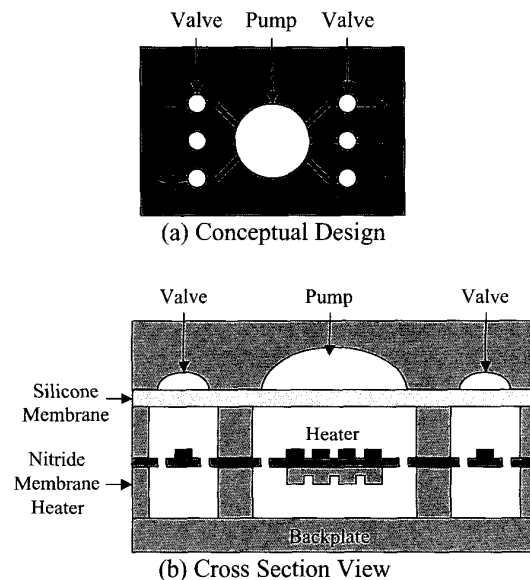 Valve Pump Valve
(a) Conceptual Design
Valve Pump Valve
Silicone
Membrane
Heater
Nitride
Membrane
Heater
Backplate
(b) Cross Section View